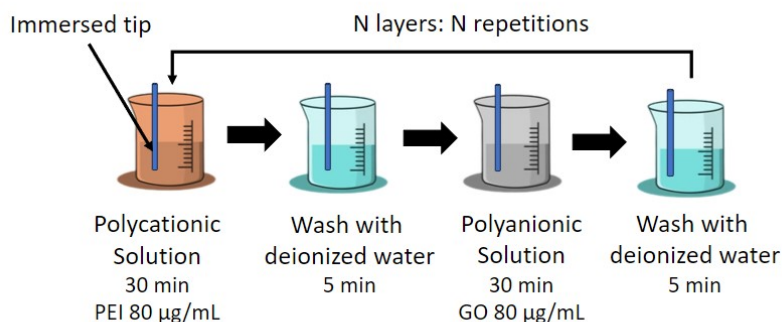 Immersed tip
N layers: N repetitions
Polycationic
Solution
30 min
PEI 80 µg/mL
Wash with
deionized water
5 min
Polyanionic
Solution
30 min
GO 80 µg/mL
Wash with
deionized water
5 min